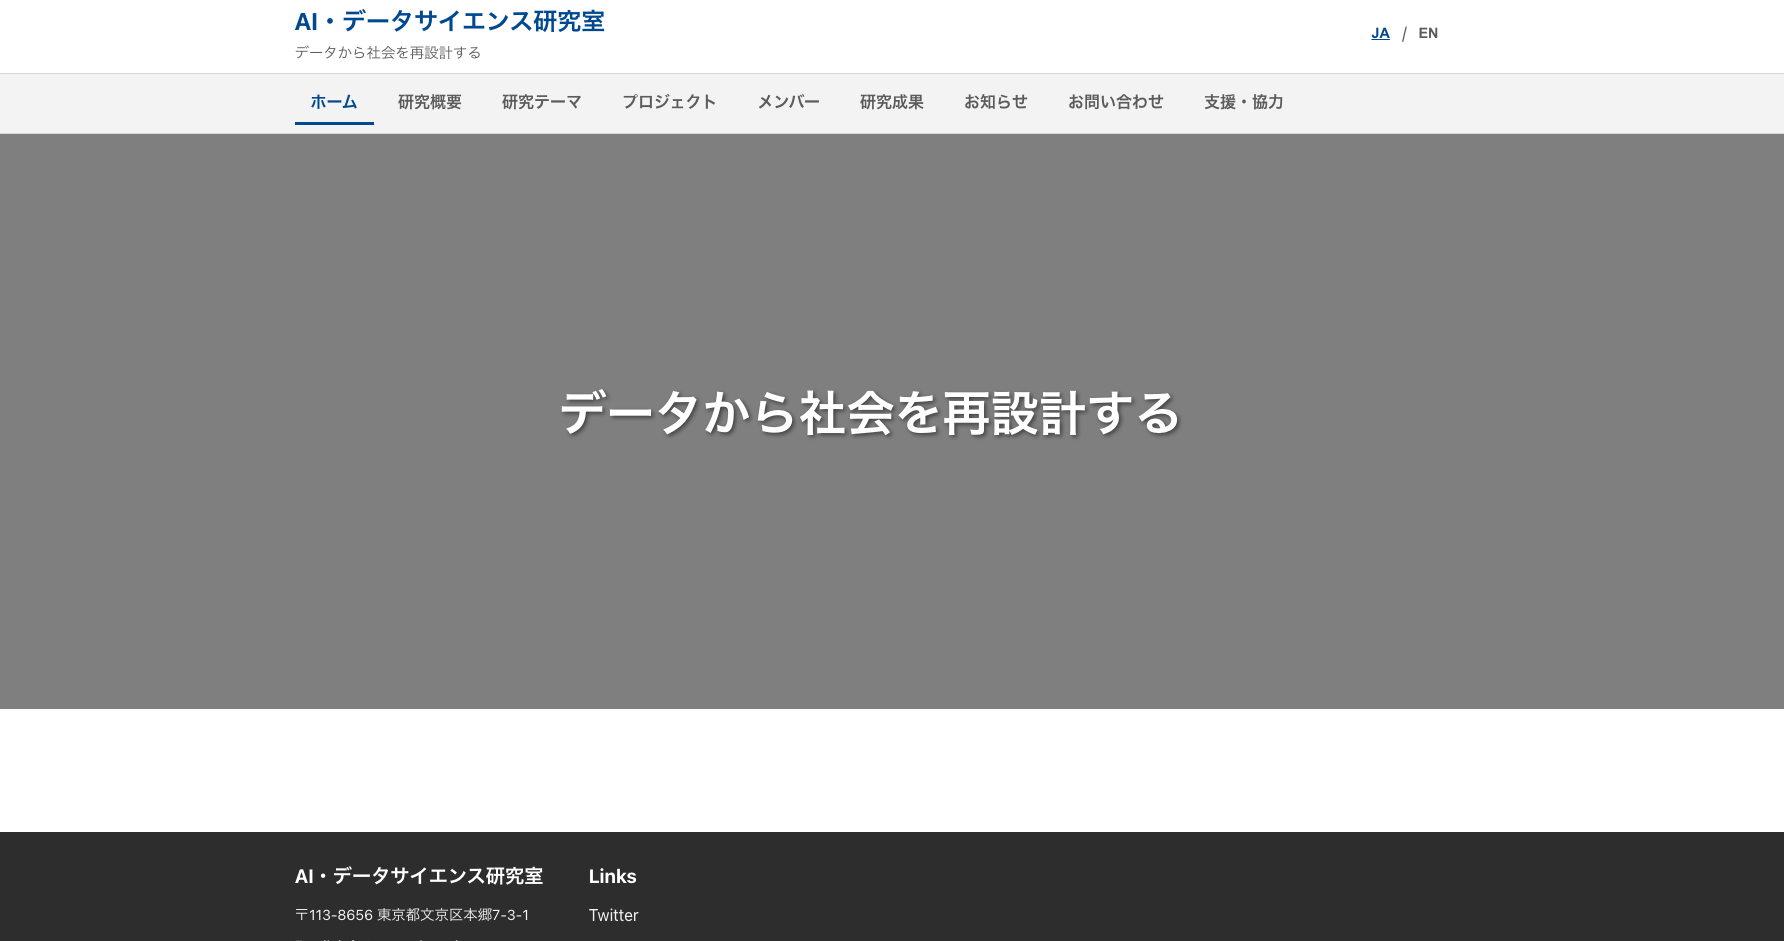 AI・データサイエンス研究室
データから社会を再設計する
JA / EN
ホーム 研究概要 研究テーマ プロジェクト メンバー 研究成果 お知らせ お問い合わせ 支援・協力
データから社会を再設計する
AI・データサイエンス研究室
〒113-8656 東京都文京区本郷7-3-1
Links
Twitter